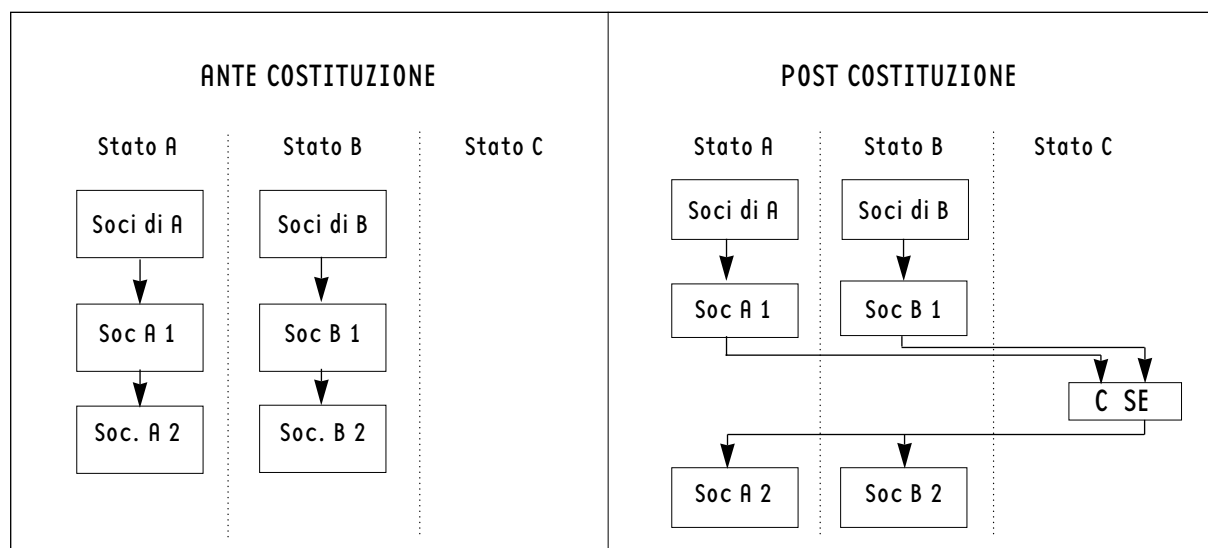 ANTE COSTITUZIONE
Stato A Stato B Stato C
Soci di A Soci di B
Soc A 1 Soc B 1
Soc. A 2 Soc. B 2
POST COSTITUZIONE
Stato A Stato B Stato C
Soci di A Soci di B
Soc A 1 Soc B 1
C SE
Soc A 2 Soc B 2